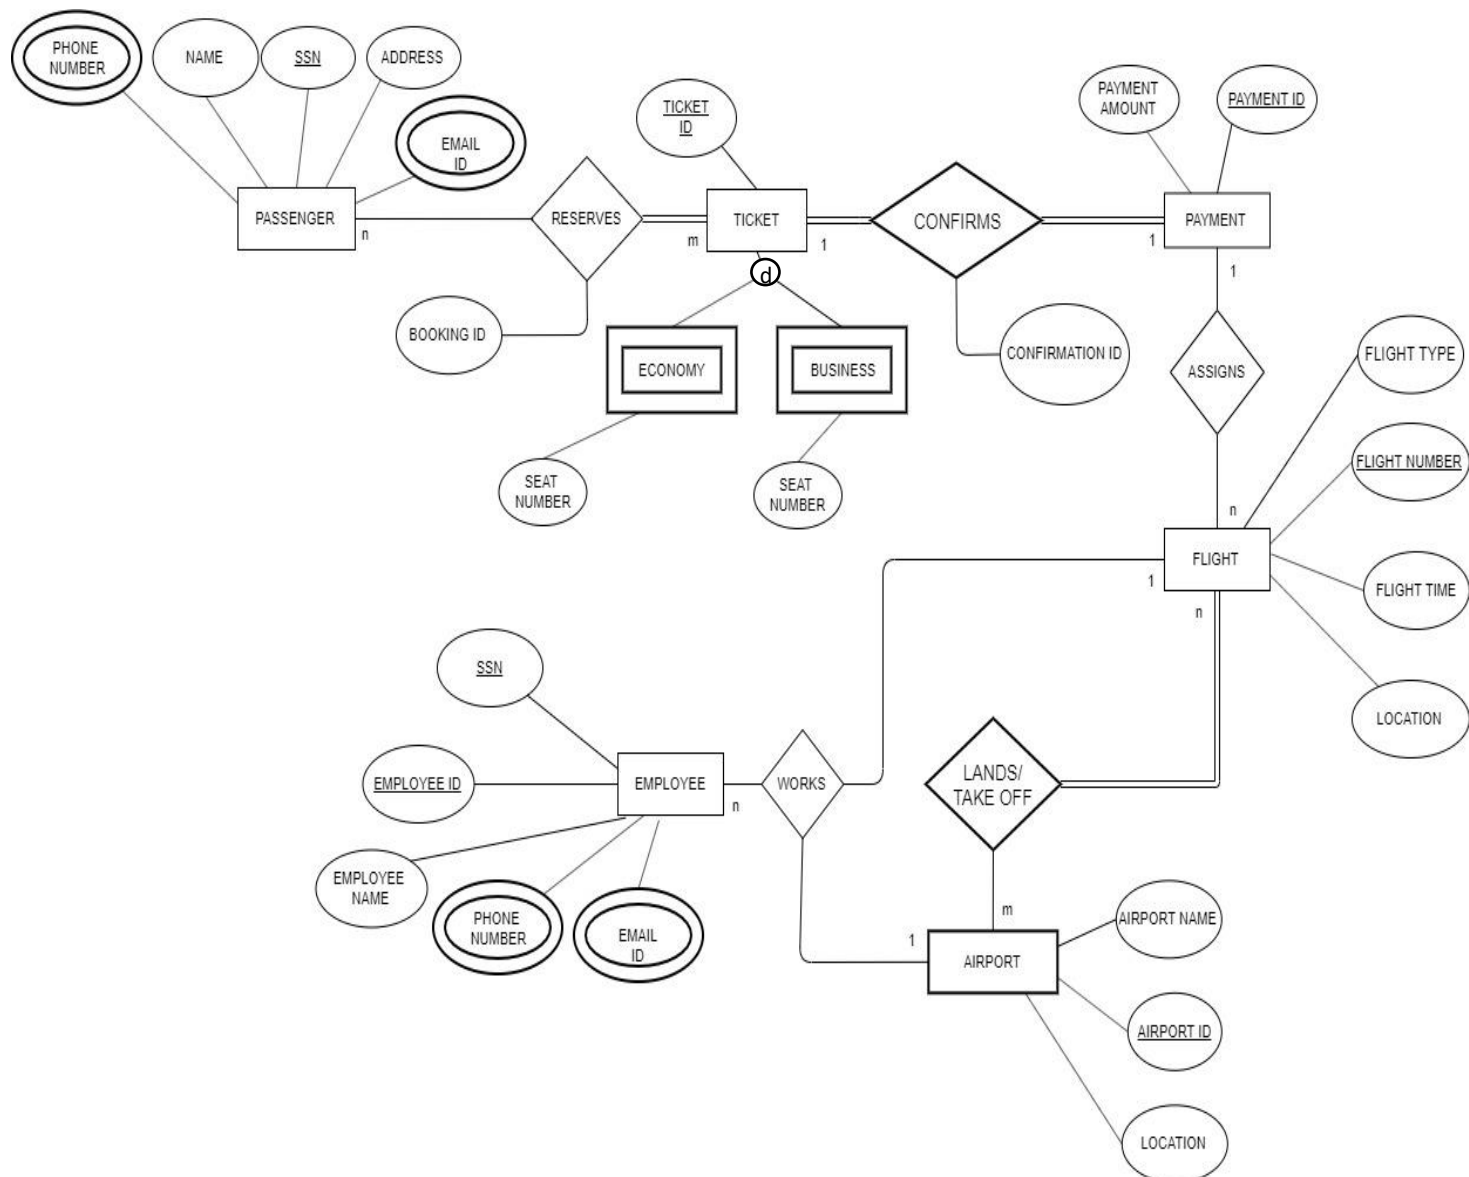 PHONE
NUMBER
NAME
SSN
ADDRESS
EMAIL
ID
TICKET
ID
PAYMENT
AMOUNT
PAYMENT ID
PASSENGER
n
RESERVES
m
TICKET
1
CONFIRMS
1
PAYMENT
1
d
BOOKING ID
ECONOMY
BUSINESS
CONFIRMATION ID
ASSIGNS
FLIGHT TYPE
FLIGHT NUMBER
SEAT
NUMBER
SEAT
NUMBER
n
FLIGHT
1
n
FLIGHT TIME
LOCATION
SSN
EMPLOYEE ID
EMPLOYEE
n
WORKS
LANDS/
TAKE OFF
EMPLOYEE
NAME
PHONE
NUMBER
EMAIL
ID
m
1
AIRPORT
AIRPORT NAME
AIRPORT ID
LOCATION